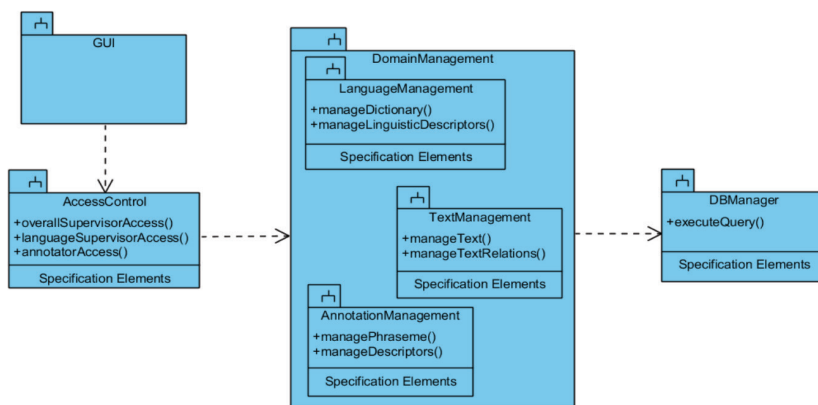 GUI
AccessControl
+overallSupervisorAccess()
+languageSupervisorAccess()
+annotatorAccess()
Specification Elements
DomainManagement
LanguageManagement
+manageDictionary()
+manageLinguisticDescriptors()
Specification Elements
TextManagement
+manageText()
+manageTextRelations()
Specification Elements
AnnotationManagement
+managePhraseme()
+manageDescriptors()
Specification Elements
DBManager
+executeQuery()
Specification Elements